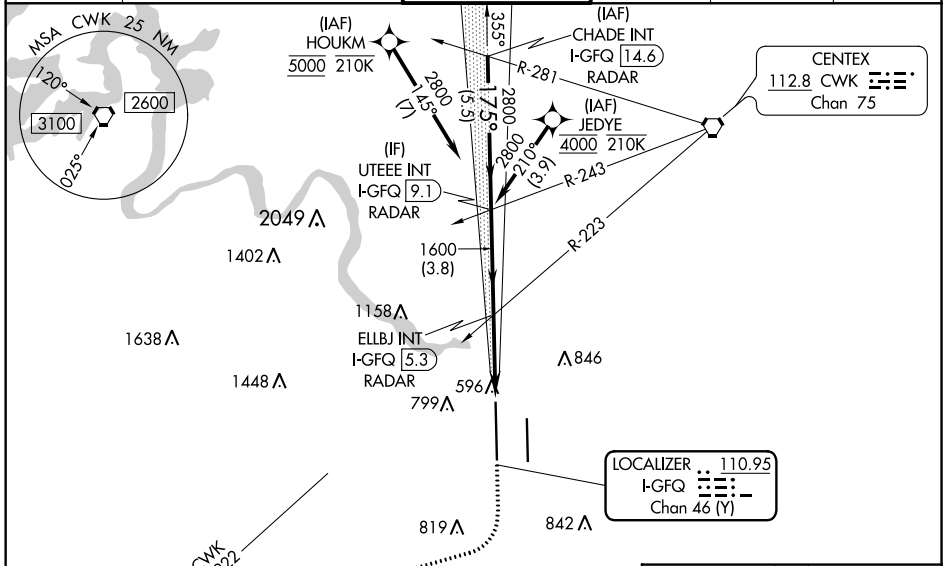 MSA CWK 25 NM
120°
3100
2600
025°
(IAF)
HOUKM
5000 210K
2800
145°
(7)
355°
175°
(5.5)
2800
(IAF)
CHADE INT
I-GFQ 14.6
RADAR
R-281
(IAF)
JEDYE
4000 210K
2800
210°
(3.9)
R-243
R-223
CENTEX
112.8 CWK
Chan 75
(IF)
UTEEE INT
I-GFQ 9.1
RADAR
1600
(3.8)
2049
1402
1158
1638
1448
ELLBJ INT
I-GFQ 5.3
RADAR
846
596
799
LOCALIZER 110.95
I-GFQ
Chan 46 (Y)
819
842
CWK